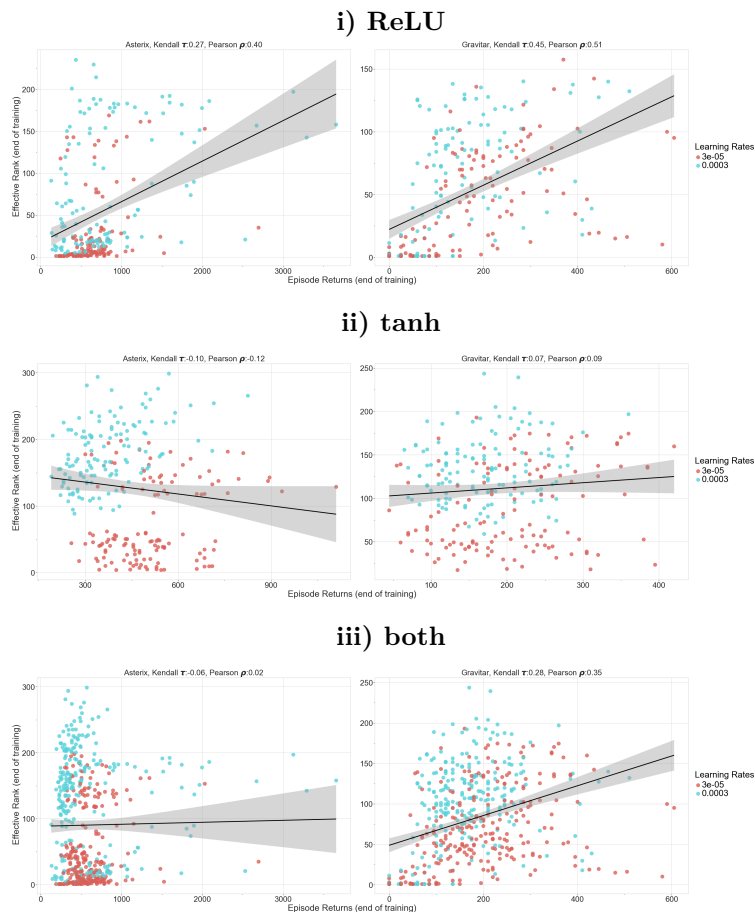 i) ReLU
Asterix, Kendall τ:0.27, Pearson ρ:0.40
Gravitar, Kendall τ:0.45, Pearson ρ:0.51
Effective Rank (end of training)
200
150
100
50
0
150
100
50
0
Learning Rates
3e-05
0.0003
0 1000 2000 3000
0 200 400 600
Episode Returns (end of training)
ii) tanh
Asterix, Kendall τ:-0.10, Pearson ρ:-0.12
Gravitar, Kendall τ:0.07, Pearson ρ:0.09
Effective Rank (end of training)
300
200
100
0
250
200
150
100
50
Learning Rates
3e-05
0.0003
300 600 900
100 200 300 400
Episode Returns (end of training)
iii) both
Asterix, Kendall τ:-0.06, Pearson ρ:0.02
Gravitar, Kendall τ:0.28, Pearson ρ:0.35
Effective Rank (end of training)
300
200
100
0
250
200
150
100
50
0
Learning Rates
3e-05
0.0003
0 1000 2000 3000
0 200 400 600
Episode Returns (end of training)